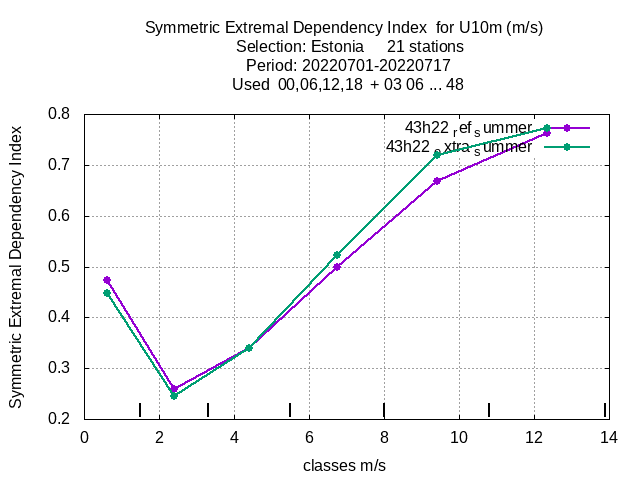 Symmetric Extremal Dependency Index for U10m (m/s)
Selection: Estonia 21 stations
Period: 20220701-20220717
Used 00,06,12,18 + 03 06 ... 48
43h22 ref summer
43h22 extra summer
Symmetric Extremal Dependency Index
0.8
0.7
0.6
0.5
0.4
0.3
0.2
0 2 4 6 8 10 12 14
classes m/s